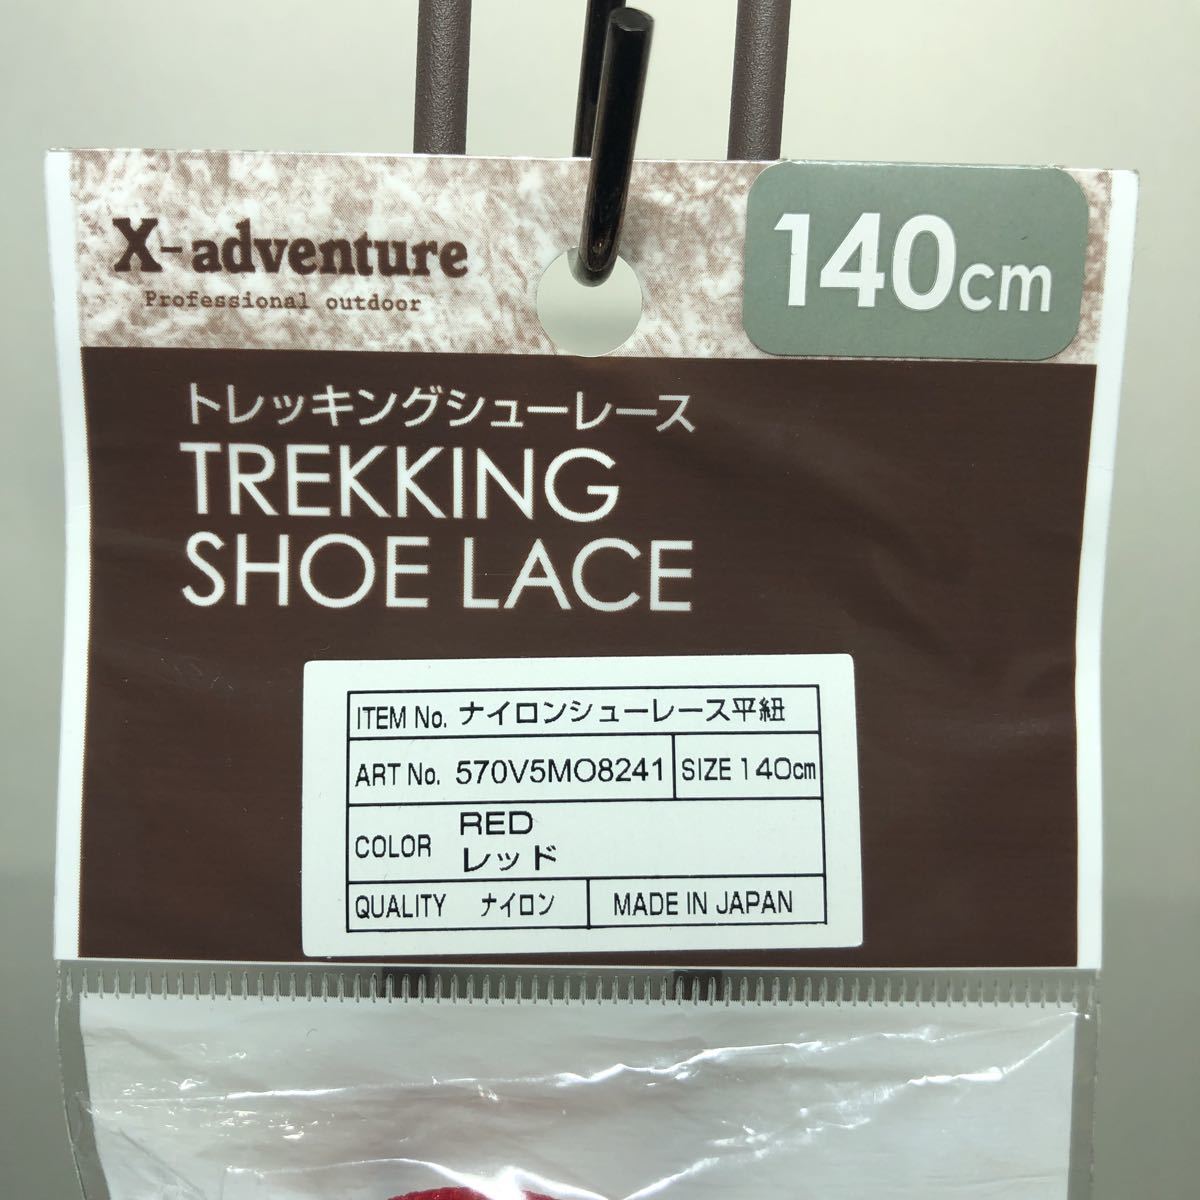 X-adventure
Professional outdoor
140cm
トレッキングシューレース
TREKKING
SHOE LACE
ITEM No. ナイロンシューレース平紐
ART No. 570V5MO8241 SIZE 140cm
COLOR RED
レッド
QUALITY ナイロン MADE IN JAPAN